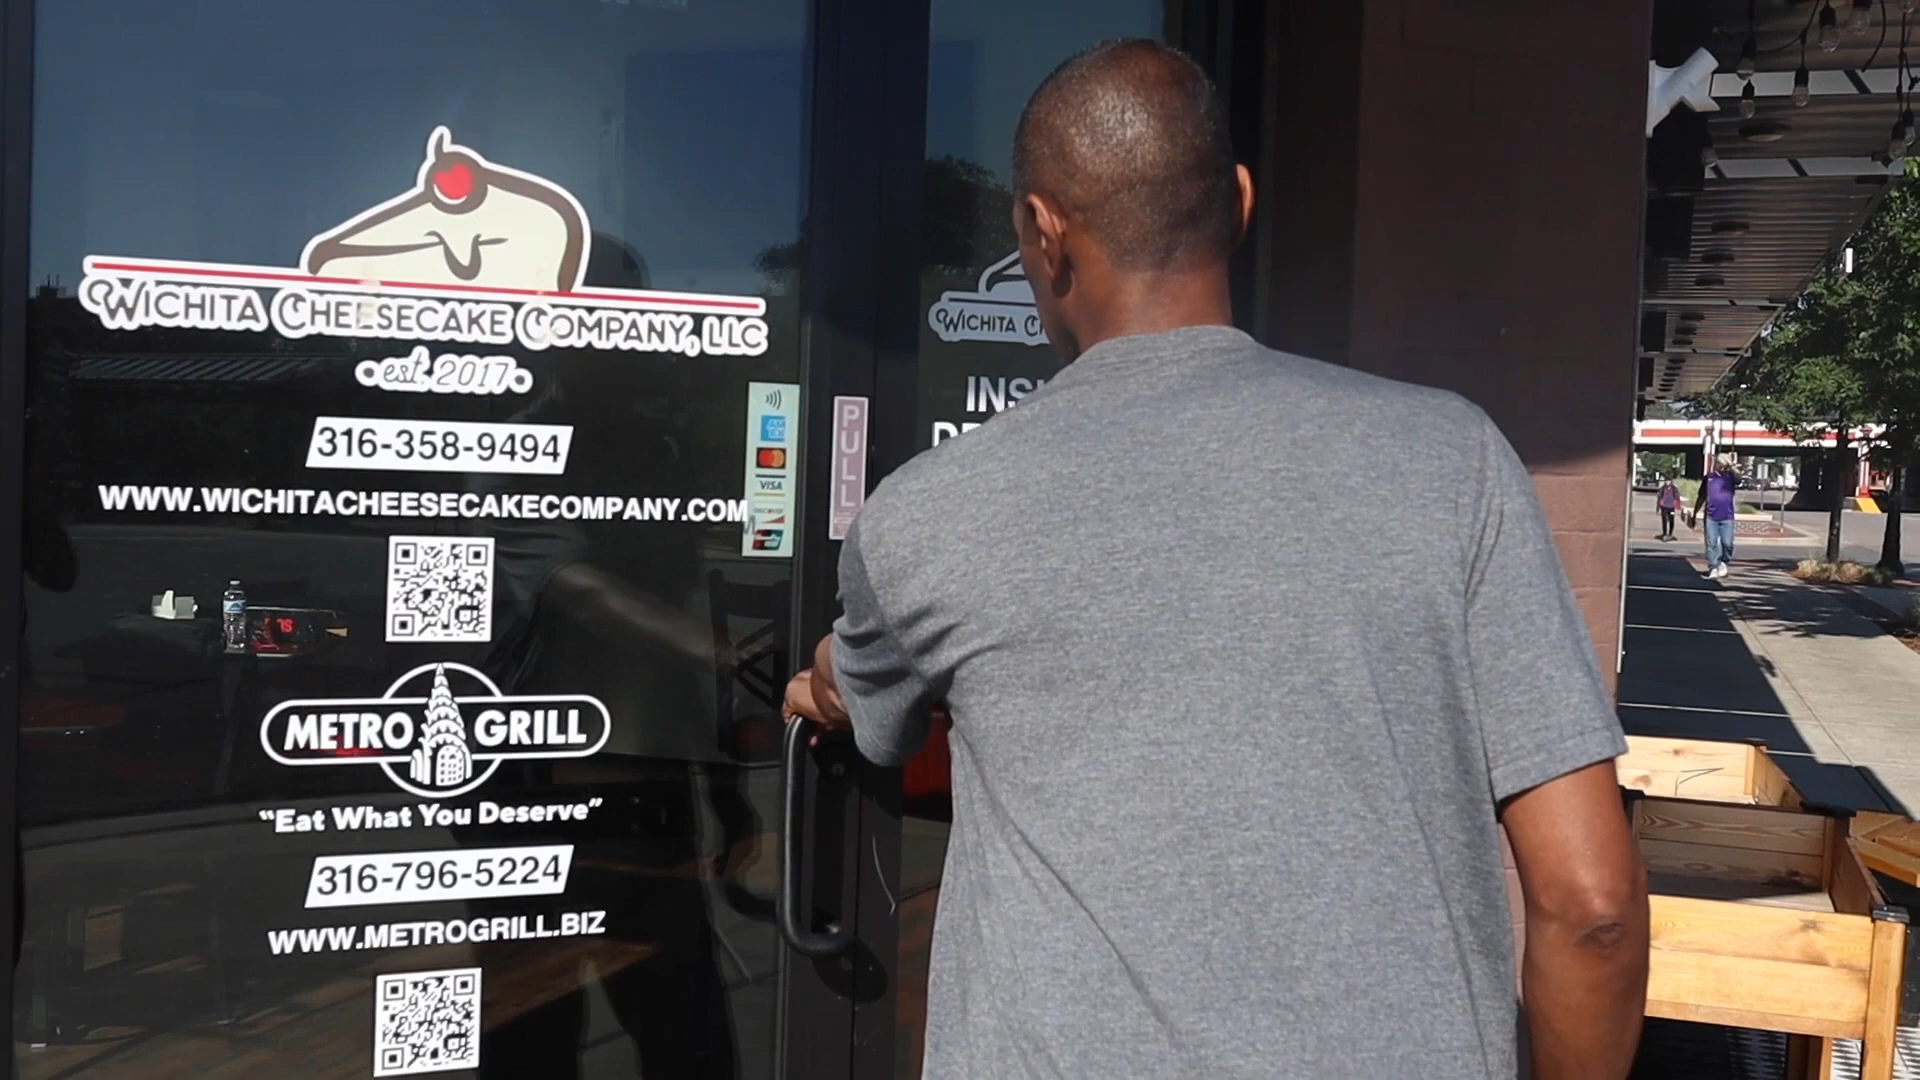 WICHITA CHEESECAKE COMPANY, LLC
•est. 2017•
316-358-9494
WWW.WICHITACHEESECAKECOMPANY.COM
METRO GRILL
"Eat What You Deserve"
316-796-5224
WWW.METROGRILL.BIZ
VISA
DISCOVER
PULL
WICHITA